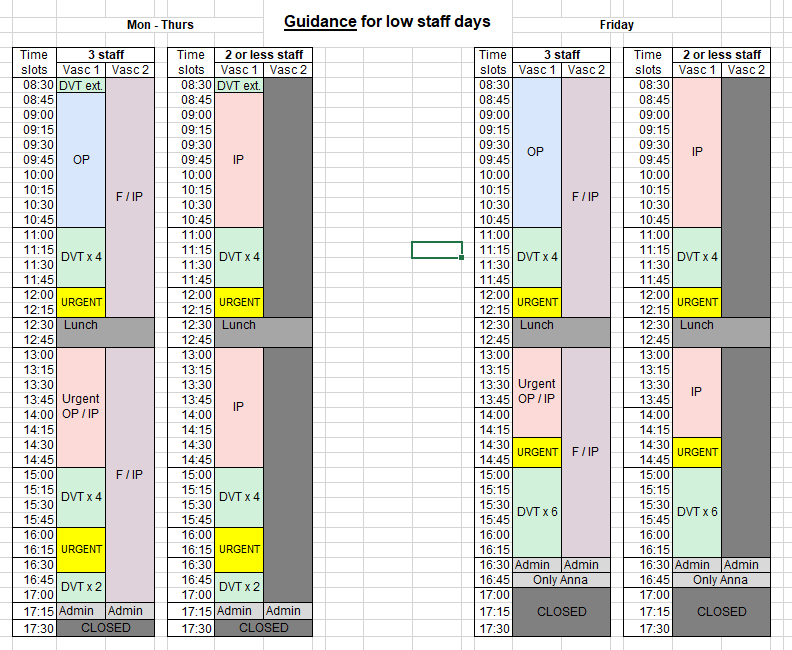 Mon - Thurs Guidance for low staff days Friday
Time 3 staff Time 2 or less staff Time 3 staff Time 2 or less staff
slots Vasc 1 Vasc 2 slots Vasc 1 Vasc 2 slots Vasc 1 Vasc 2 slots Vasc 1 Vasc 2
08:30 DVT ext. 08:30 DVT ext. 08:30 08:30
08:45 08:45 08:45 08:45
09:00 09:00 09:00 09:00
09:15 09:15 09:15 09:15
09:30 09:30 09:30 OP 09:30 IP
09:45 OP 09:45 IP 09:45 09:45
10:00 10:00 10:00 10:00
10:15 F / IP 10:15 10:15 F / IP 10:15
10:30 10:30 10:30 10:30
10:45 10:45 10:45 10:45
11:00 11:00 11:00 11:00
11:15 DVT x 4 11:15 DVT x 4 11:15 DVT x 4 11:15 DVT x 4
11:30 11:30 11:30 11:30
11:45 11:45 11:45 11:45
12:00 URGENT 12:00 URGENT 12:00 URGENT 12:00 URGENT
12:15 12:15 12:15 12:15
12:30 Lunch 12:30 Lunch 12:30 Lunch 12:30 Lunch
12:45 12:45 12:45 12:45
13:00 13:00 13:00 13:00
13:15 13:15 13:15 13:15
13:30 13:30 13:30 Urgent 13:30 IP
13:45 Urgent 13:45 IP 13:45 OP / IP 13:45
14:00 OP / IP 14:00 14:00 14:00
14:15 14:15 14:15 14:15
14:30 14:30 14:30 URGENT F / IP 14:30 URGENT
14:45 14:45 14:45 14:45
15:00 F / IP 15:00 15:00 15:00
15:15 DVT x 4 15:15 DVT x 4 15:15 15:15
15:30 15:30 15:30 DVT x 6 15:30 DVT x 6
15:45 15:45 15:45 15:45
16:00 16:00 16:00 16:00
16:15 URGENT 16:15 URGENT 16:15 16:15
16:30 16:30 16:30 Admin Admin 16:30 Admin Admin
16:45 DVT x 2 16:45 DVT x 2 16:45 Only Anna 16:45 Only Anna
17:00 17:00 17:00 17:00
17:15 Admin Admin 17:15 Admin Admin 17:15 CLOSED 17:15 CLOSED
17:30 CLOSED 17:30 CLOSED 17:30 17:30